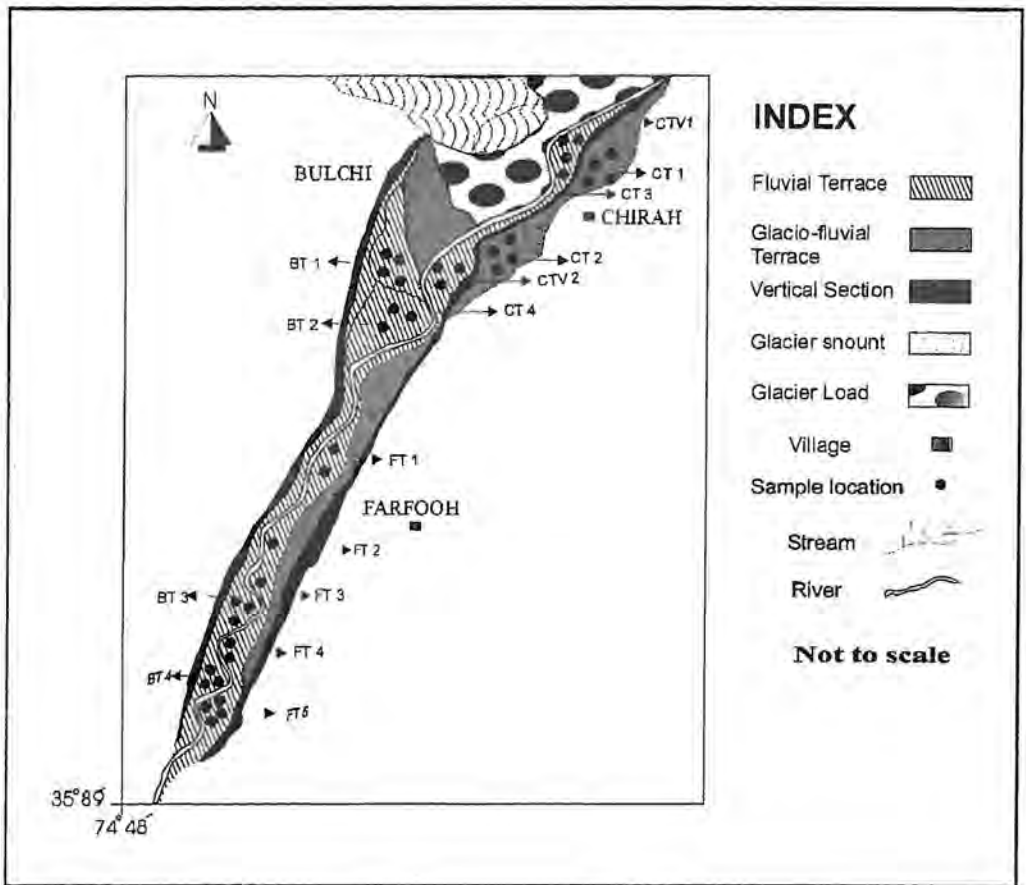 N
BULCHI
CTV1
CT 1
CT 3
CHIRAH
BT 1
CT 2
CTV 2
BT 2
CT 4
FT 1
FARFOOH
FT 2
BT 3
FT 3
FT 4
BT 4
FT 5
35°89′
74°48′
INDEX
Fluvial Terrace
Glacio-fluvial
Terrace
Vertical Section
Glacier snount
Glacier Load
Village
Sample location
Stream
River
Not to scale